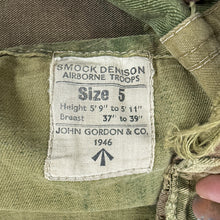 SMOCK DENISON
AIRBORNE TROOPS
Size 5
Height 5' 9" to 5' 11"
Breast 37" to 39"
JOHN GORDON & CO.
1946